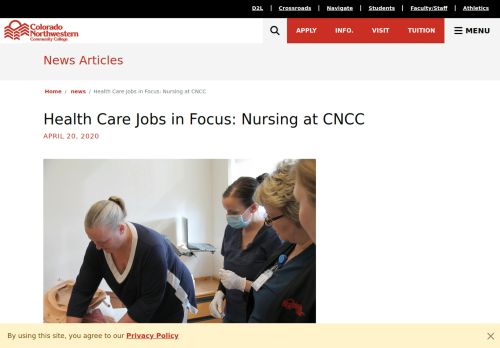 D2L | Crossroads | Navigate | Students | Faculty/Staff | Athletics
Colorado
Northwestern
Community College
APPLY INFO. VISIT TUITION MENU
News Articles
Home / news / Health Care Jobs in Focus: Nursing at CNCC
Health Care Jobs in Focus: Nursing at CNCC
APRIL 20, 2020
By using this site, you agree to our Privacy Policy